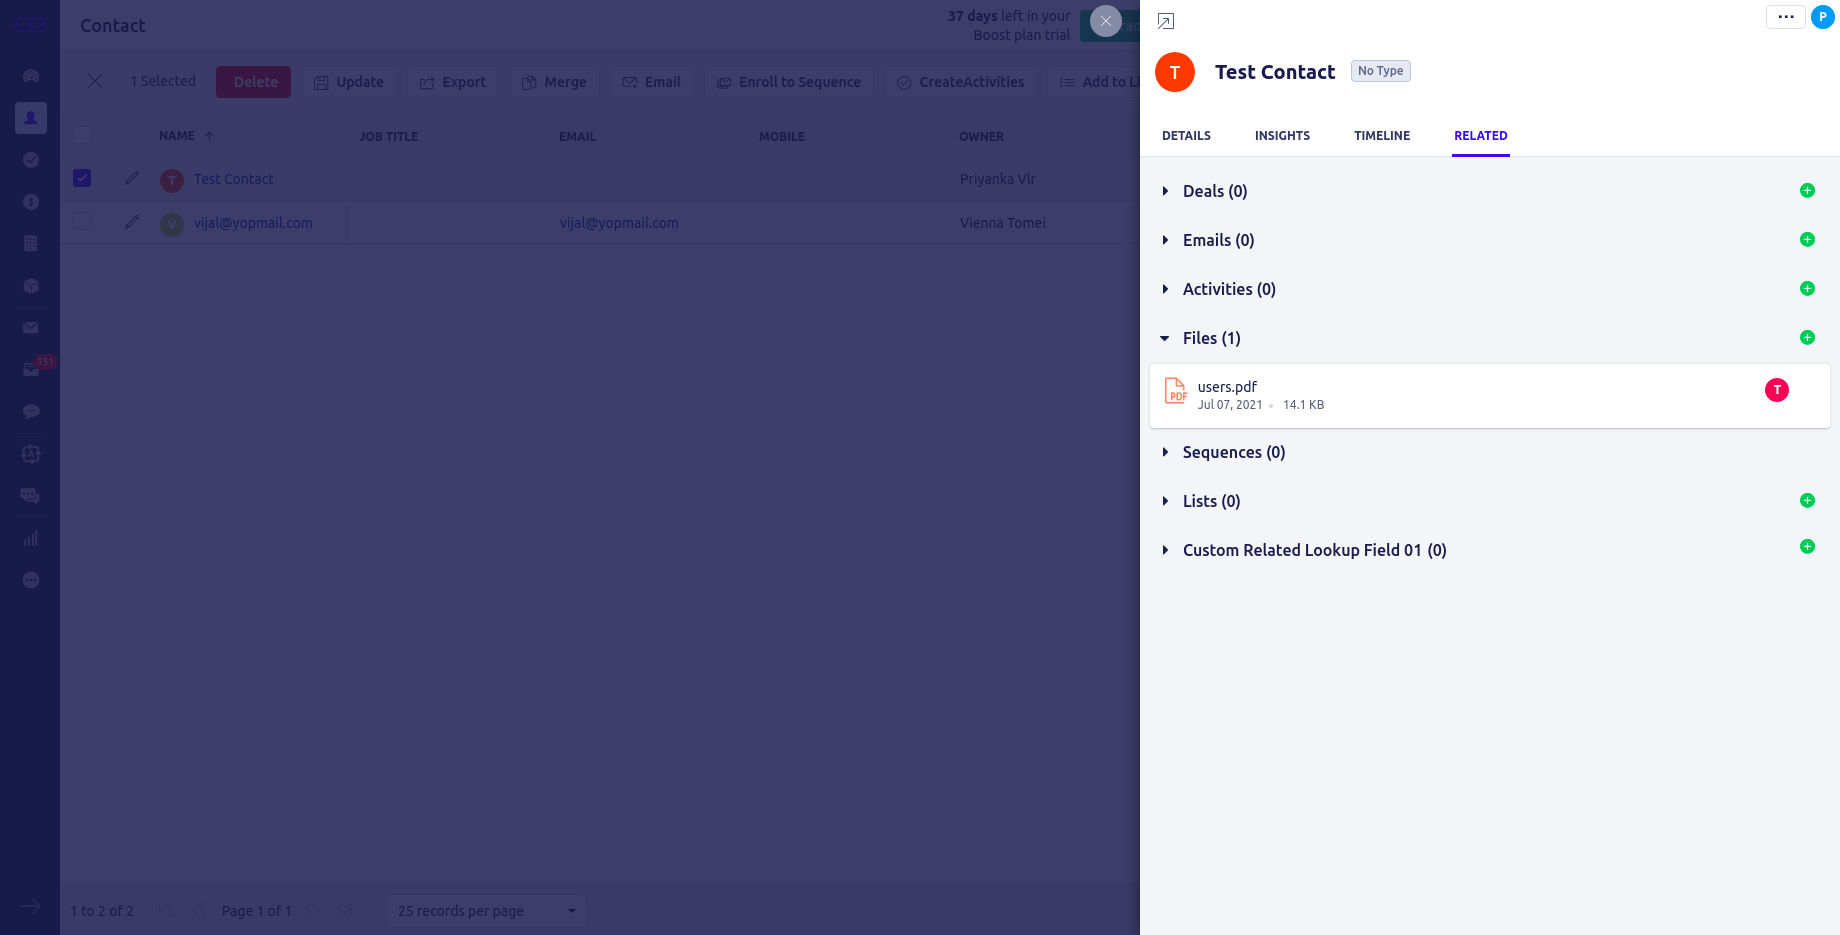 Contact
37 days left in your
Boost plan trial
1 Selected
Delete
Update
Export
Merge
Email
Enroll to Sequence
CreateActivities
Add to Li
NAME
JOB TITLE
EMAIL
MOBILE
OWNER
T
Test Contact
Priyanka Vlr
V
vijal@yopmail.com
vijal@yopmail.com
Vienna Tomei
151
1 to 2 of 2
Page 1 of 1
25 records per page
P
T
Test Contact
No Type
DETAILS
INSIGHTS
TIMELINE
RELATED
Deals (0)
Emails (0)
Activities (0)
Files (1)
PDF
users.pdf
Jul 07, 2021
14.1 KB
T
Sequences (0)
Lists (0)
Custom Related Lookup Field 01 (0)